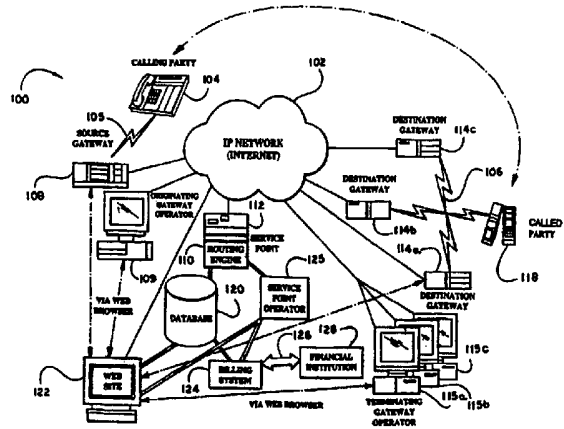 CALLING PARTY
104
100
105
SOURCE
GATEWAY
102
IP NETWORK
(INTERNET)
DESTINATION
GATEWAY
114c
106
DESTINATION
GATEWAY
114b
CALLED
PARTY
118
108
ORIGINATING
GATEWAY
OPERATOR
109
112
SERVICE
POINT
110
ROUTING
ENGINE
114a
DESTINATION
GATEWAY
125
SERVICE
POINT
OPERATOR
120
DATABASE
VIA WEB
BROWSER
126
128
FINANCIAL
INSTITUTION
BILLING
SYSTEM
124
122
WEB
SITE
VIA WEB BROWSER
115c
115b
115a
TERMINATING
GATEWAY
OPERATOR